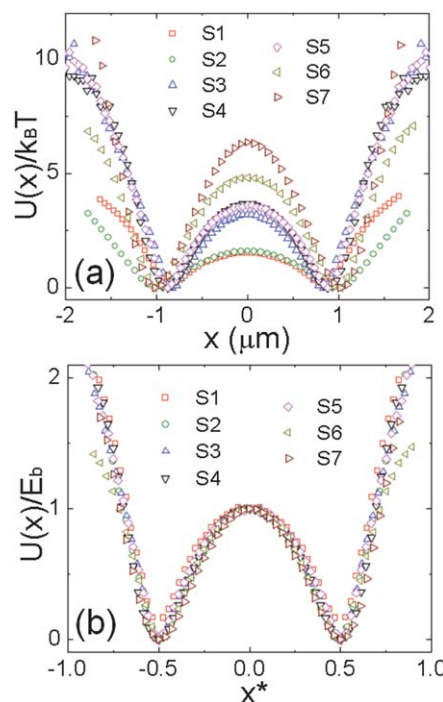 10
5
0
U(x)/k_BT
S1 S5
S2 S6
S3 S7
S4
(a)
-2 -1 0 1 2
x (μm)
2
1
0
U(x)/E_b
S1 S5
S2 S6
S3 S7
S4
(b)
-1.0 -0.5 0.0 0.5 1.0
x*